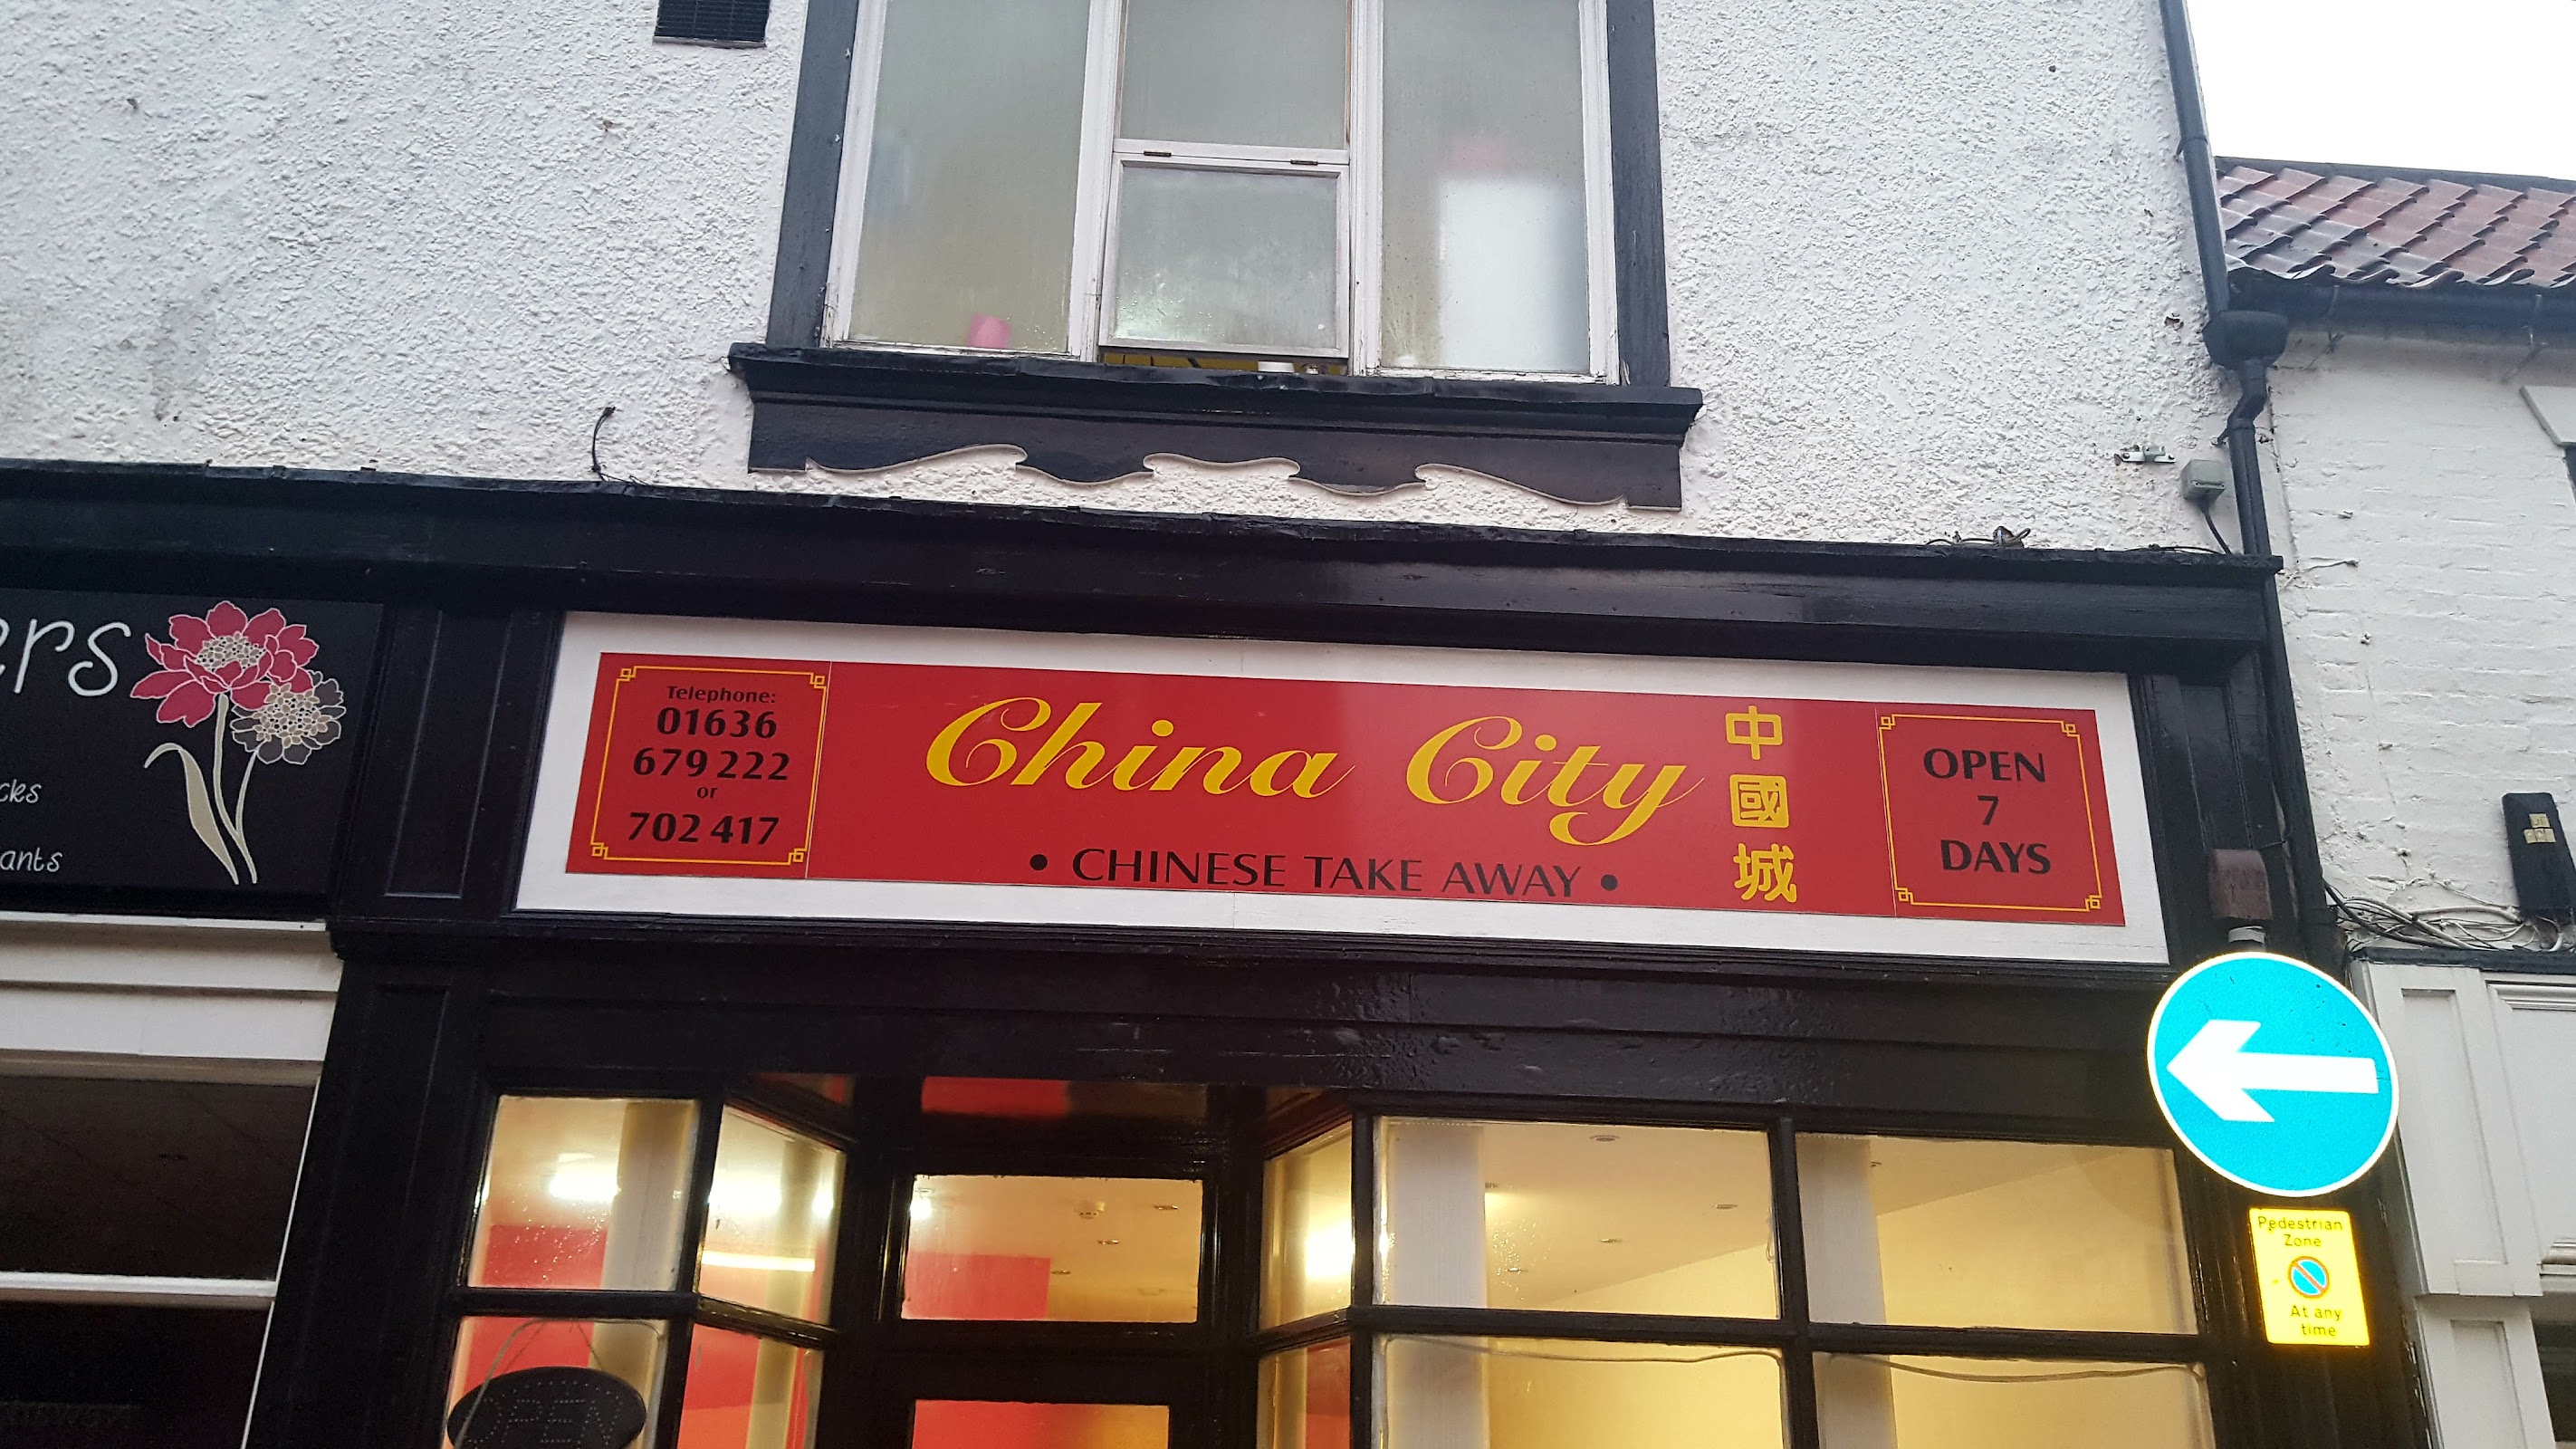 ers
cks
ants
Telephone:
01636
679 222
or
702 417
China City
• CHINESE TAKE AWAY •
中
國
城
OPEN
7
DAYS
Pedestrian
Zone
At any
time
OPEN